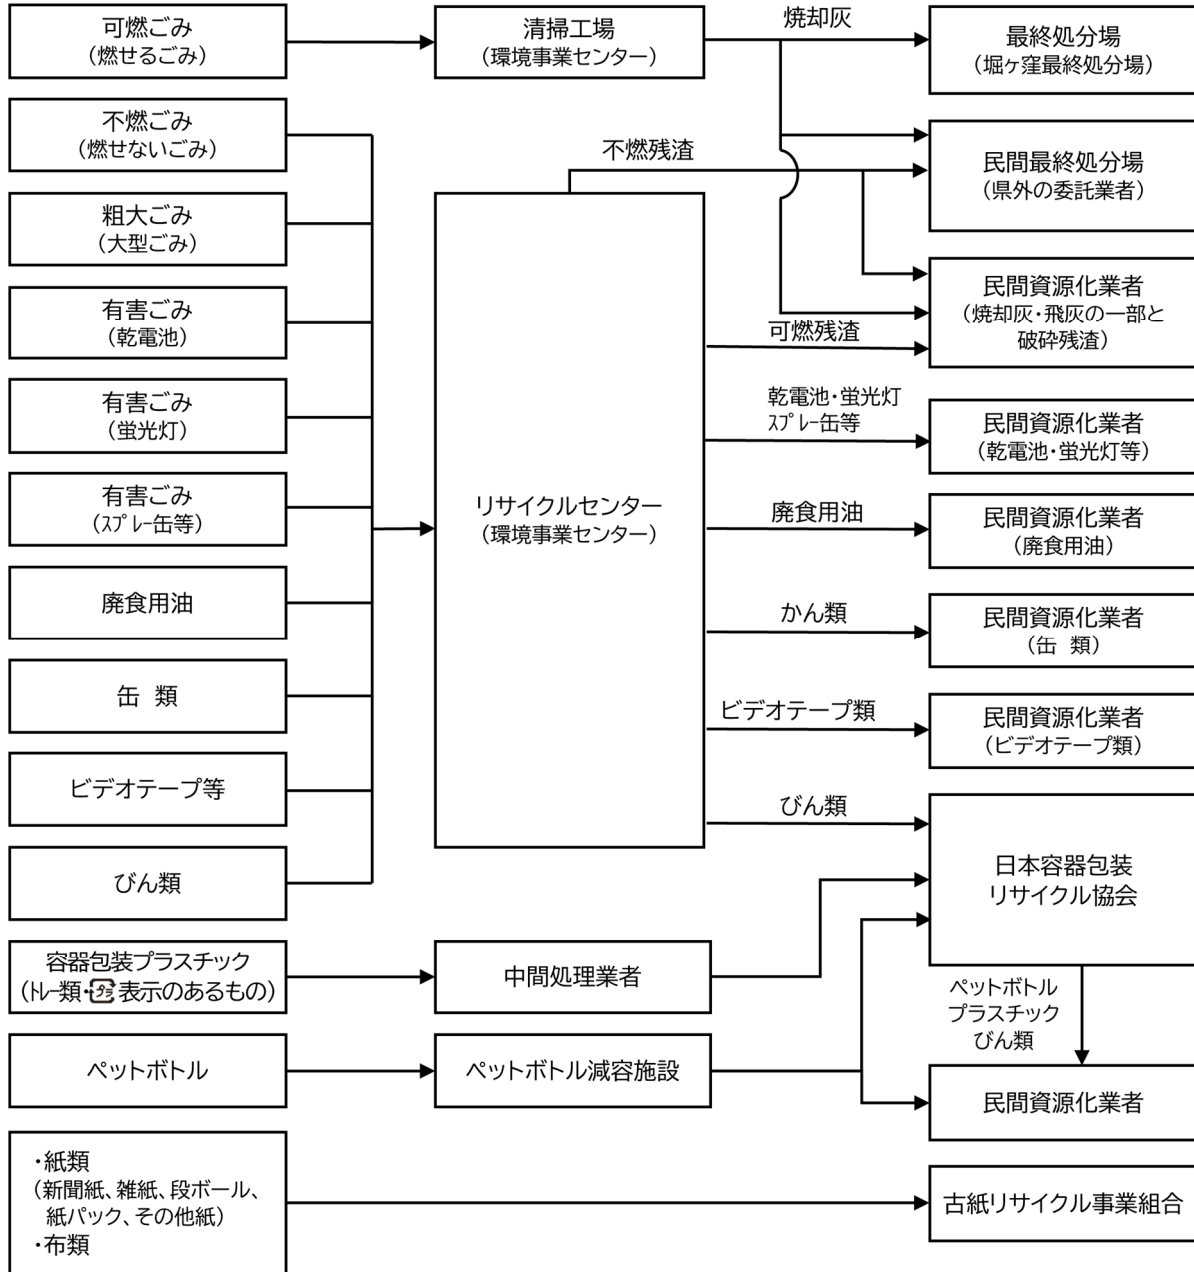 可燃ごみ
(燃せるごみ)
清掃工場
(環境事業センター)
焼却灰
最終処分場
(堀ヶ窪最終処分場)
不燃ごみ
(燃せないごみ)
不燃残渣
民間最終処分場
(県外の委託業者)
粗大ごみ
(大型ごみ)
有害ごみ
(乾電池)
民間資源化業者
(焼却灰・飛灰の一部と
破砕残渣)
可燃残渣
有害ごみ
(蛍光灯)
乾電池・蛍光灯
スプレー缶等
民間資源化業者
(乾電池・蛍光灯等)
有害ごみ
(スプレー缶等)
リサイクルセンター
(環境事業センター)
廃食用油
民間資源化業者
(廃食用油)
廃食用油
かん類
民間資源化業者
(缶 類)
缶 類
ビデオテープ類
民間資源化業者
(ビデオテープ類)
ビデオテープ等
びん類
日本容器包装
リサイクル協会
びん類
容器包装プラスチック
(トレー類・プラ表示のあるもの)
中間処理業者
ペットボトル
プラスチック
びん類
ペットボトル
ペットボトル減容施設
民間資源化業者
・紙類
(新聞紙、雑紙、段ボール、
紙パック、その他紙)
・布類
古紙リサイクル事業組合